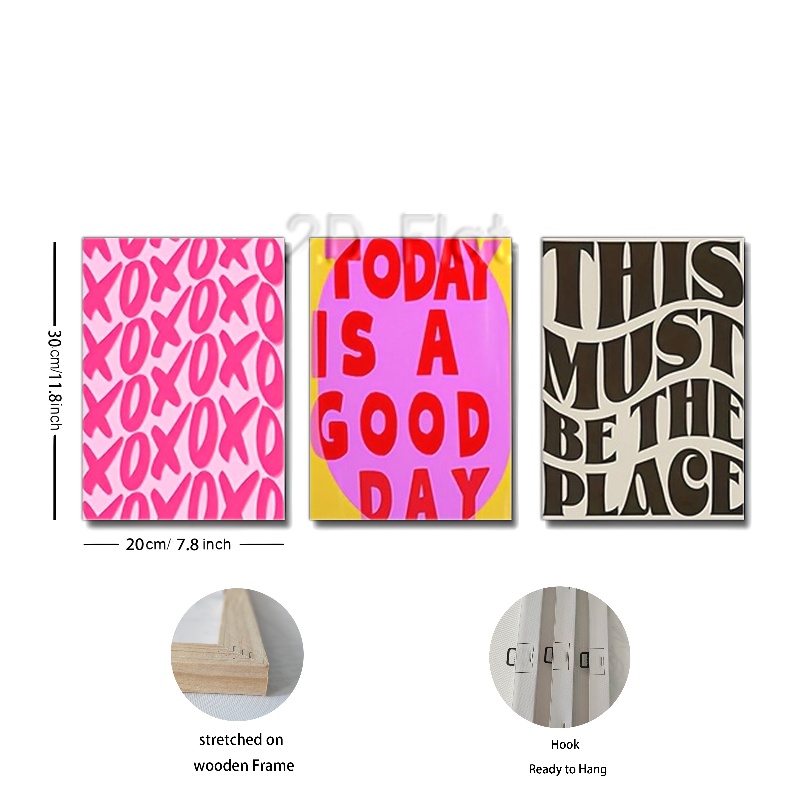 2D Flat
XOXOXO
XOXOXO
XOXOXO
XOXOXO
XOXOXO
XOXOXO
TODAY
IS A
GOOD
DAY
THIS
MUST
BE THE
PLACE
30cm/11.8inch
20cm/ 7.8 inch
stretched on
wooden Frame
Hook
Ready to Hang